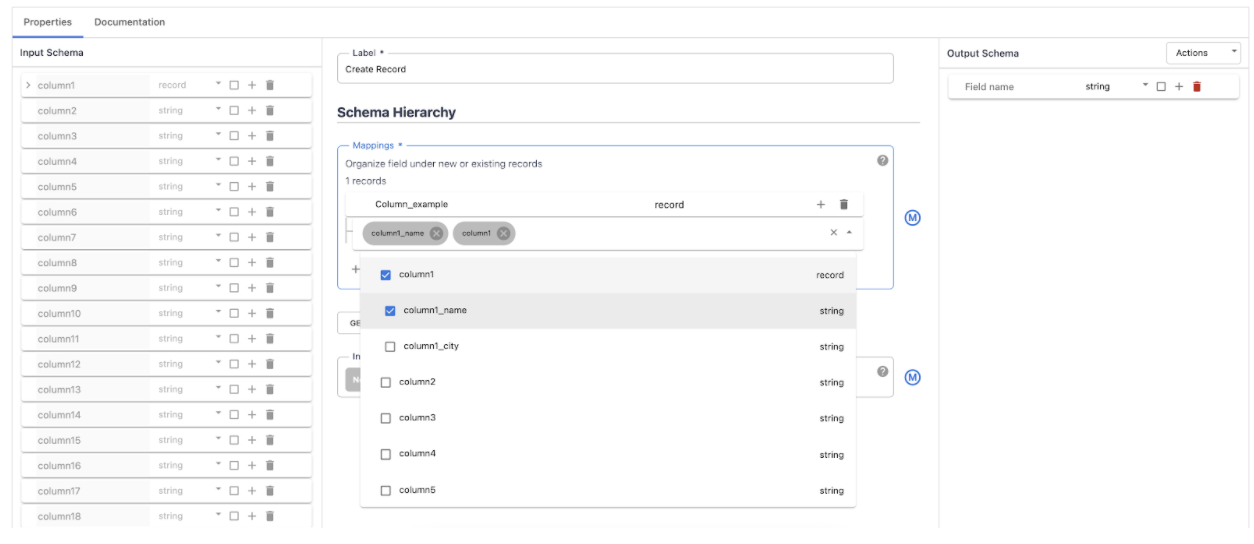 Properties Documentation
Input Schema
column1 record
column2 string
column3 string
column4 string
column5 string
column6 string
column7 string
column8 string
column9 string
column10 string
column11 string
column12 string
column13 string
column14 string
column15 string
column16 string
column17 string
column18 string
Label *
Create Record
Schema Hierarchy
Mappings *
Organize field under new or existing records
1 records
Column_example record
column1_name column1
column1 record
column1_name string
column1_city string
column2 string
column3 string
column4 string
column5 string
GE
In
M
M
Output Schema Actions
Field name string